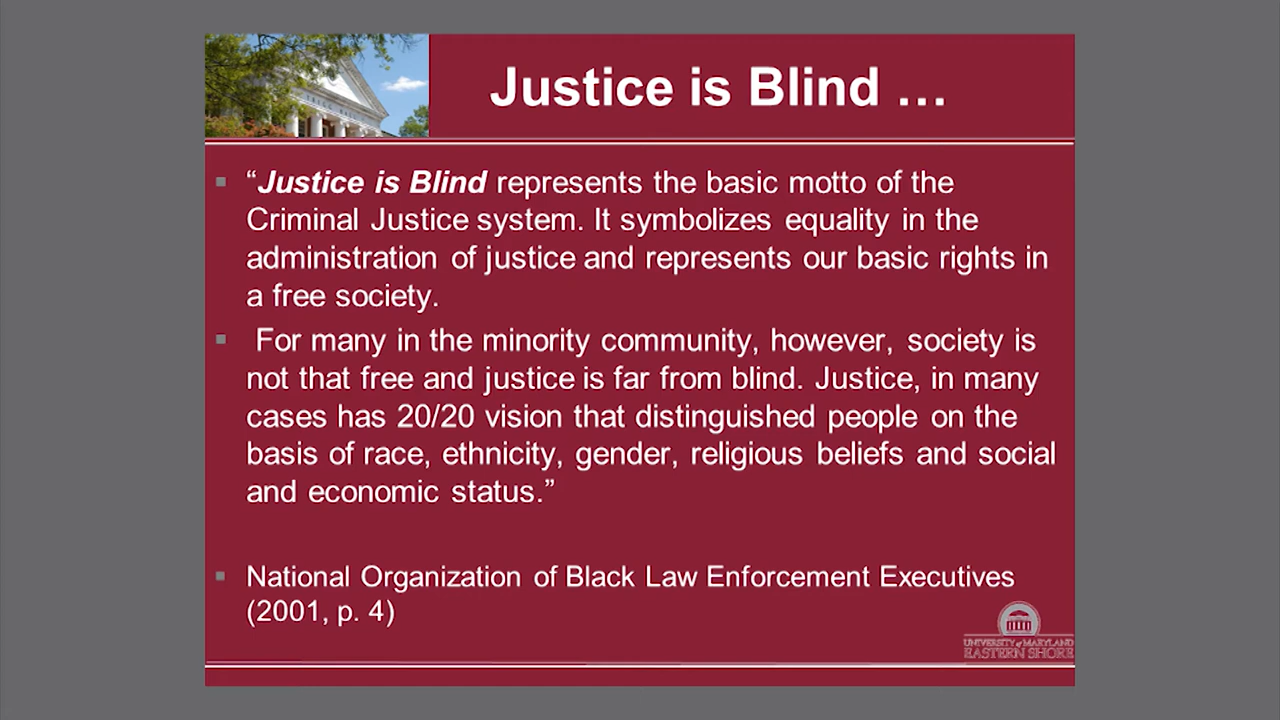 Justice is Blind …
“Justice is Blind represents the basic motto of the
Criminal Justice system. It symbolizes equality in the
administration of justice and represents our basic rights in
a free society.
For many in the minority community, however, society is
not that free and justice is far from blind. Justice, in many
cases has 20/20 vision that distinguished people on the
basis of race, ethnicity, gender, religious beliefs and social
and economic status.”
National Organization of Black Law Enforcement Executives
(2001, p. 4)
UNIVERSITY of MARYLAND
EASTERN SHORE